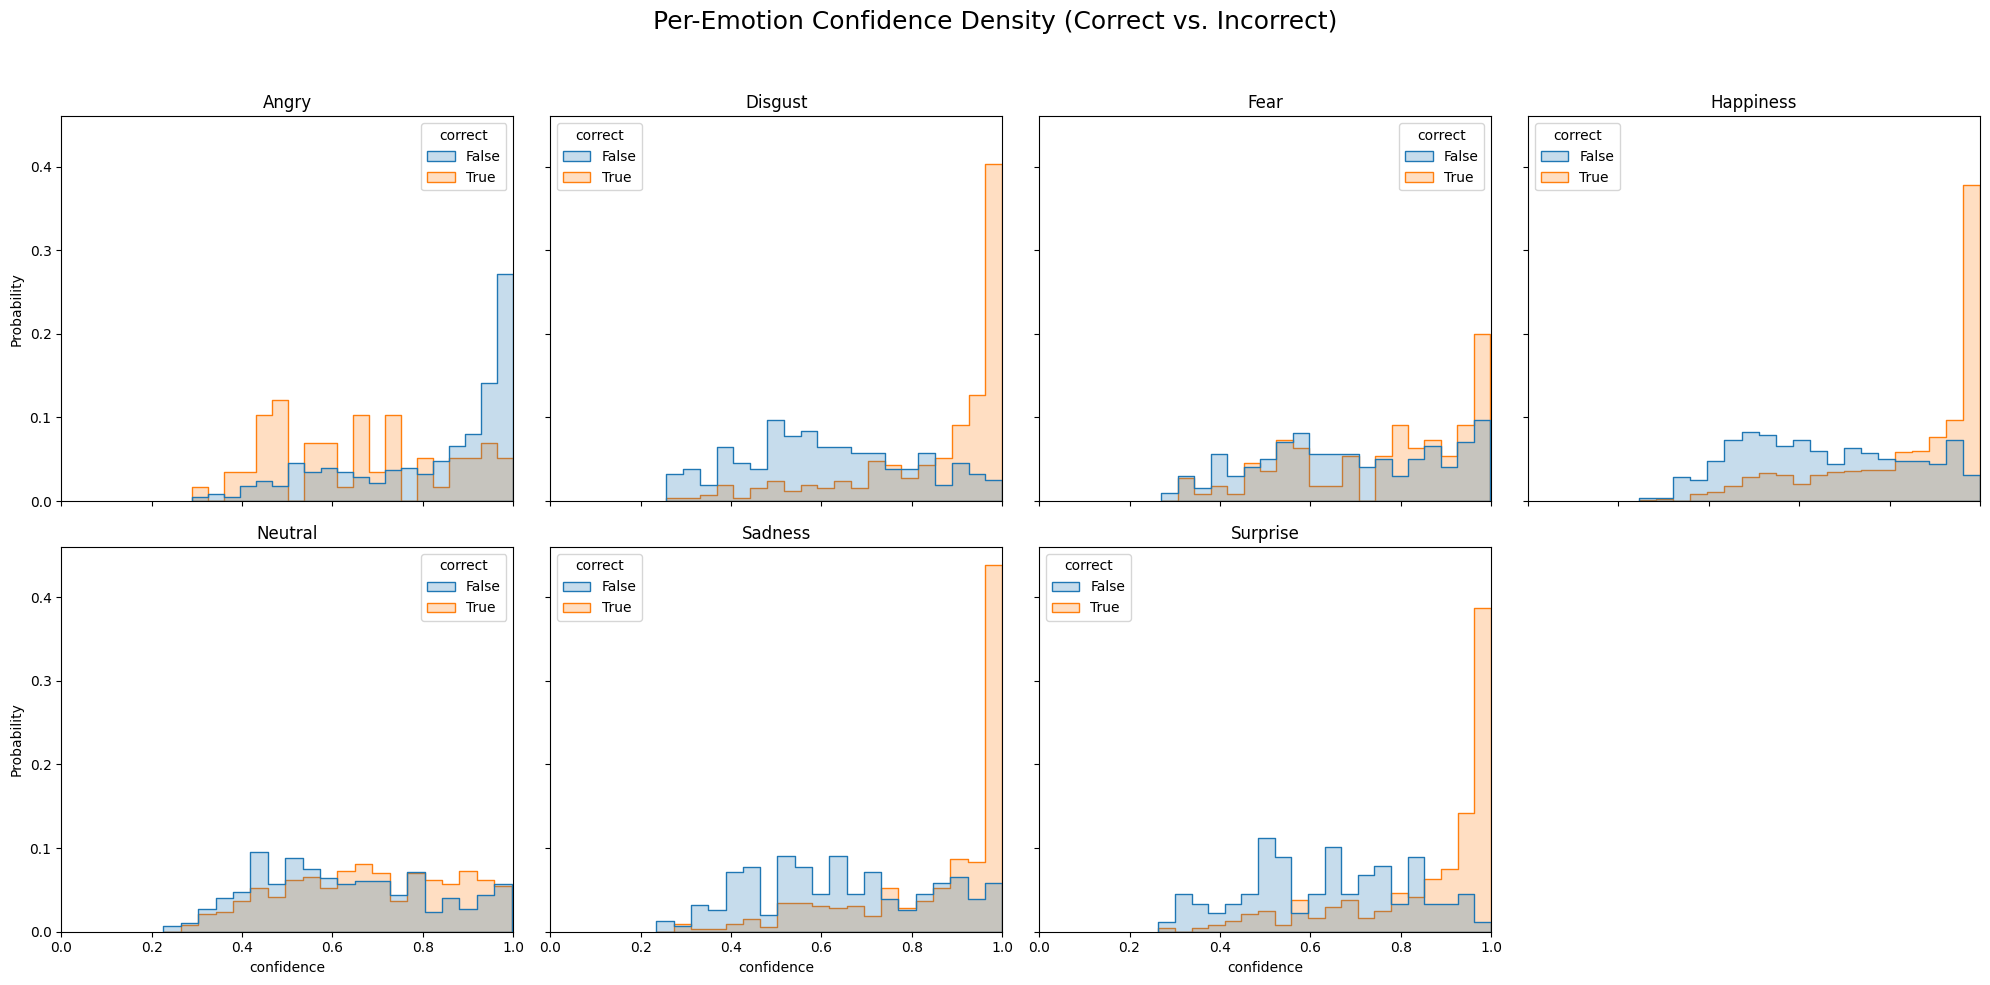 Per-Emotion Confidence Density (Correct vs. Incorrect)
Angry
Disgust
Fear
Happiness
correct
False
True
correct
False
True
correct
False
True
correct
False
True
0.4
0.3
0.2
0.1
0.0
Probability
Neutral
Sadness
Surprise
correct
False
True
correct
False
True
correct
False
True
0.4
0.3
0.2
0.1
0.0
Probability
0.0 0.2 0.4 0.6 0.8 1.0
0.0 0.2 0.4 0.6 0.8 1.0
0.0 0.2 0.4 0.6 0.8 1.0
confidence
confidence
confidence